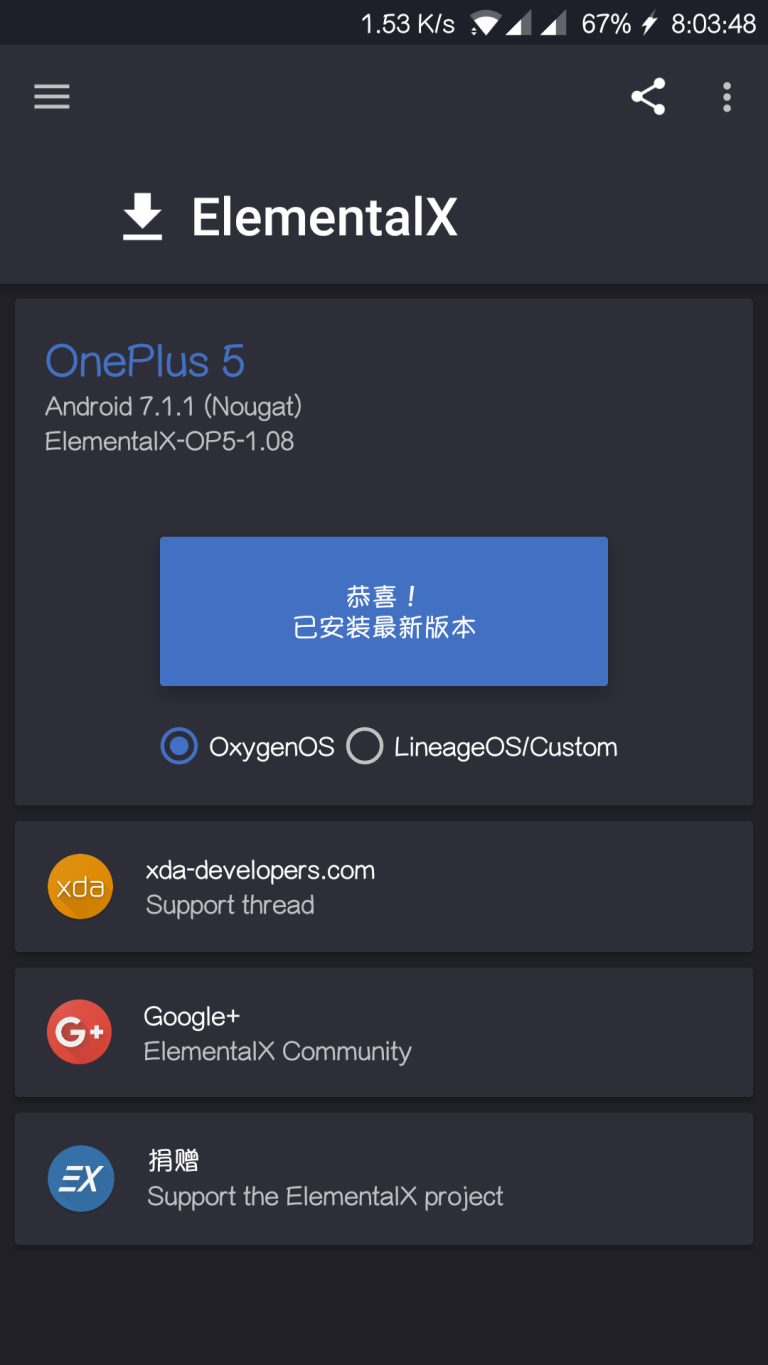 1.53 K/s 67% 8:03:48
ElementalX
OnePlus 5
Android 7.1.1 (Nougat)
ElementalX-OP5-1.08
恭喜！
已安装最新版本
OxygenOS LineageOS/Custom
xda
xda-developers.com
Support thread
G+
Google+
ElementalX Community
EX
捐赠
Support the ElementalX project